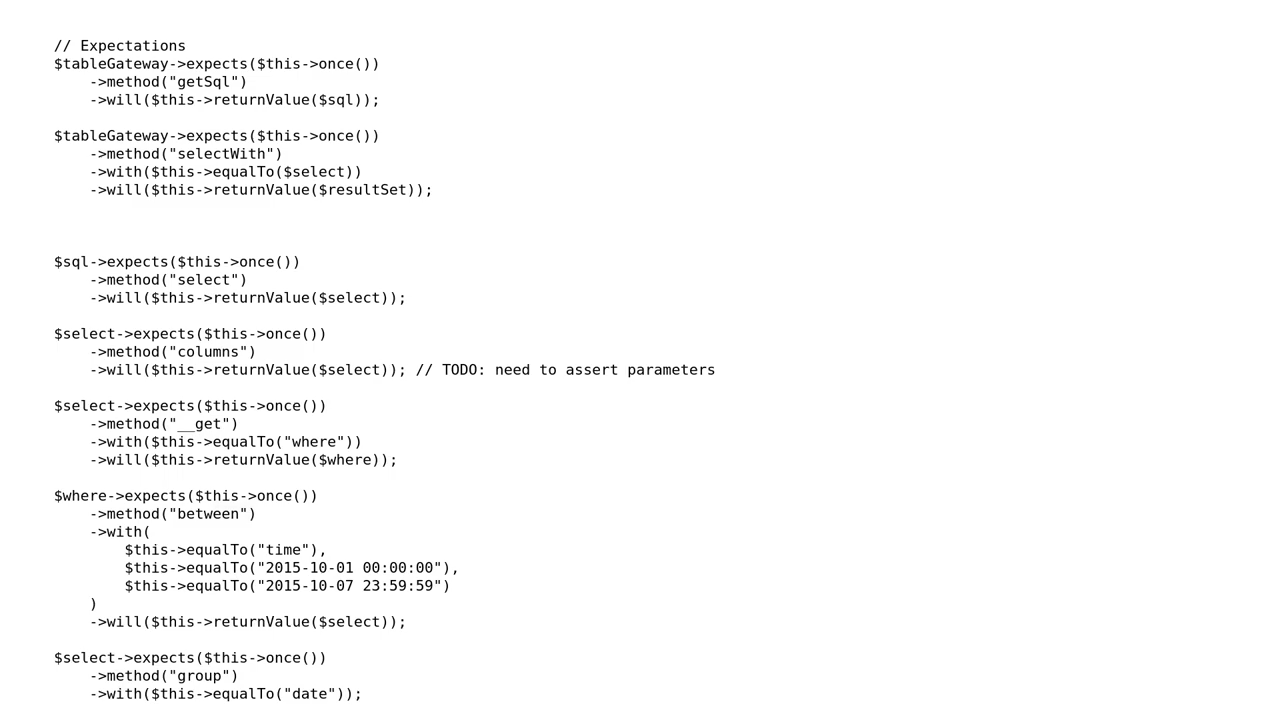 // Expectations
$tableGateway->expects($this->once())
    ->method("getSql")
    ->will($this->returnValue($sql));

$tableGateway->expects($this->once())
    ->method("selectWith")
    ->with($this->equalTo($select))
    ->will($this->returnValue($resultSet));

$sql->expects($this->once())
    ->method("select")
    ->will($this->returnValue($select));

$select->expects($this->once())
    ->method("columns")
    ->will($this->returnValue($select)); // TODO: need to assert parameters

$select->expects($this->once())
    ->method("__get")
    ->with($this->equalTo("where"))
    ->will($this->returnValue($where));

$where->expects($this->once())
    ->method("between")
    ->with(
        $this->equalTo("time"),
        $this->equalTo("2015-10-01 00:00:00"),
        $this->equalTo("2015-10-07 23:59:59")
    )
    ->will($this->returnValue($select));

$select->expects($this->once())
    ->method("group")
    ->with($this->equalTo("date"));